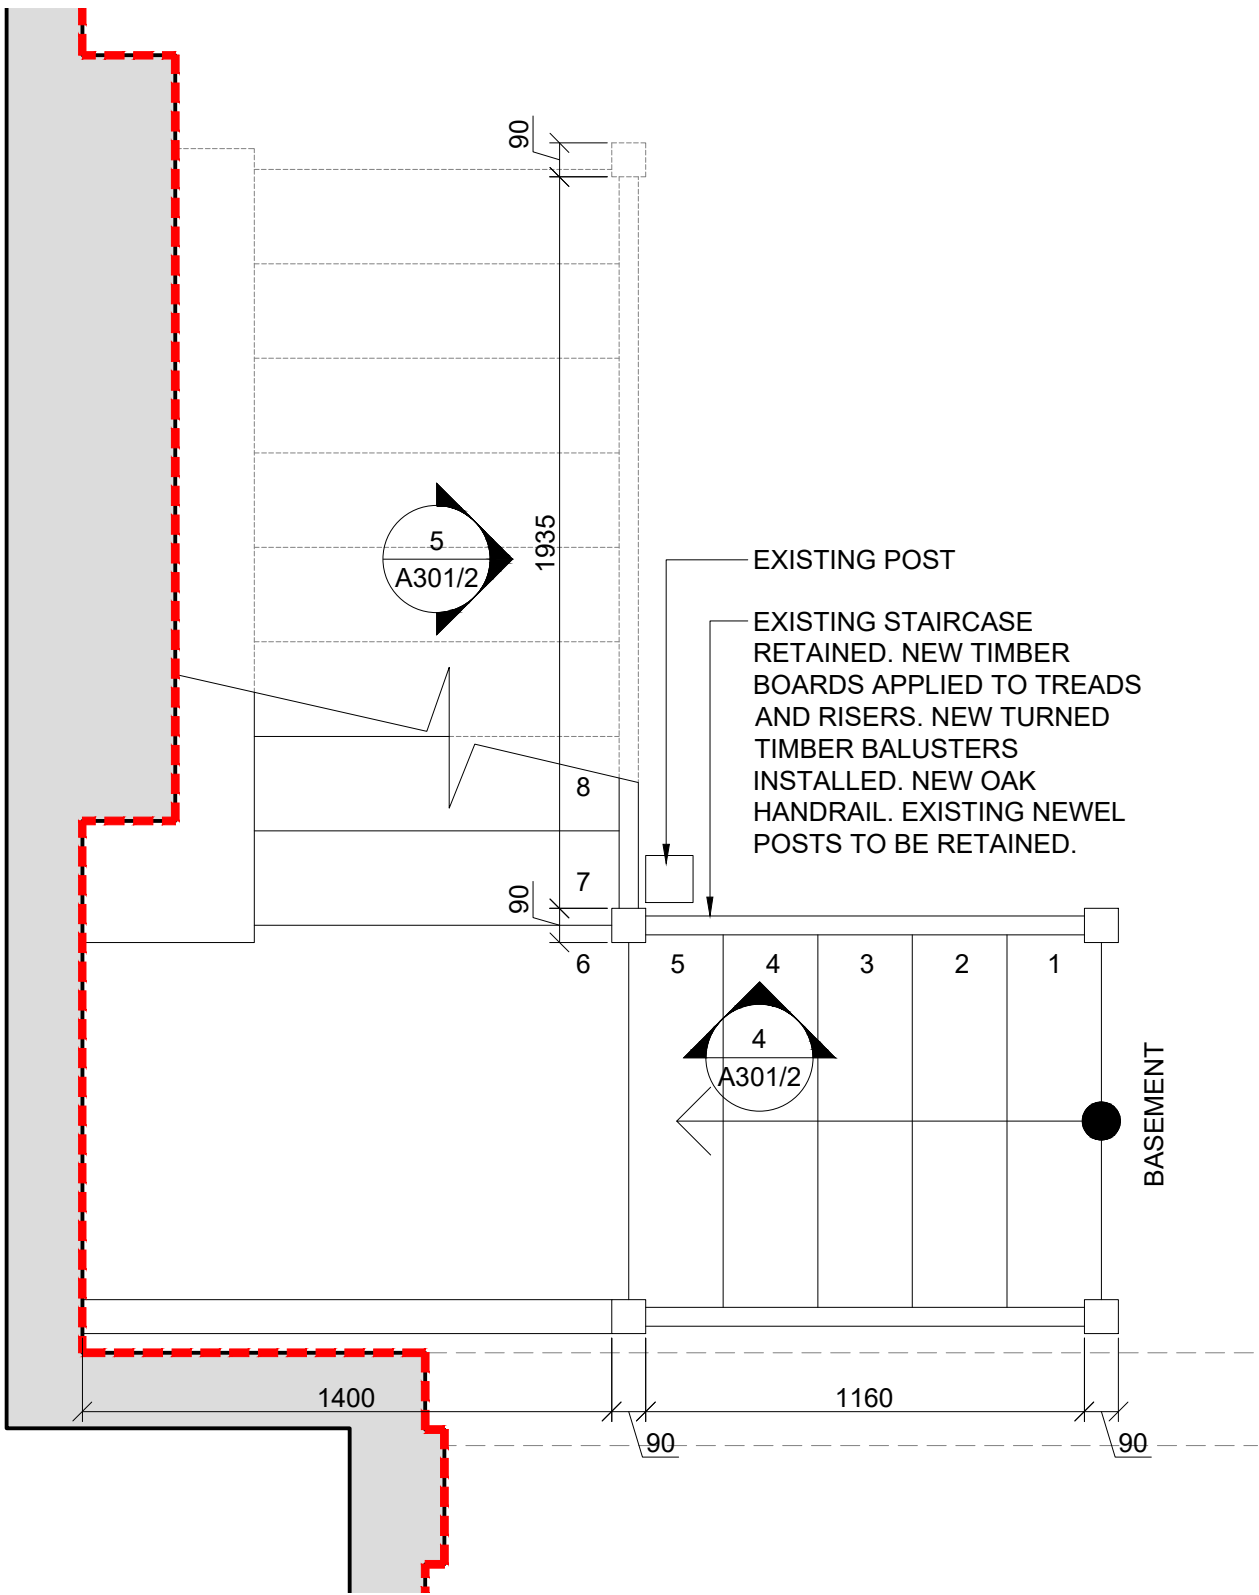 90
5
A301/2
1935
EXISTING POST
EXISTING STAIRCASE
RETAINED. NEW TIMBER
BOARDS APPLIED TO TREADS
AND RISERS. NEW TURNED
TIMBER BALUSTERS
INSTALLED. NEW OAK
HANDRAIL. EXISTING NEWEL
POSTS TO BE RETAINED.
8
7
90
6
5
4
3
2
1
4
A301/2
BASEMENT
1400
1160
90
90